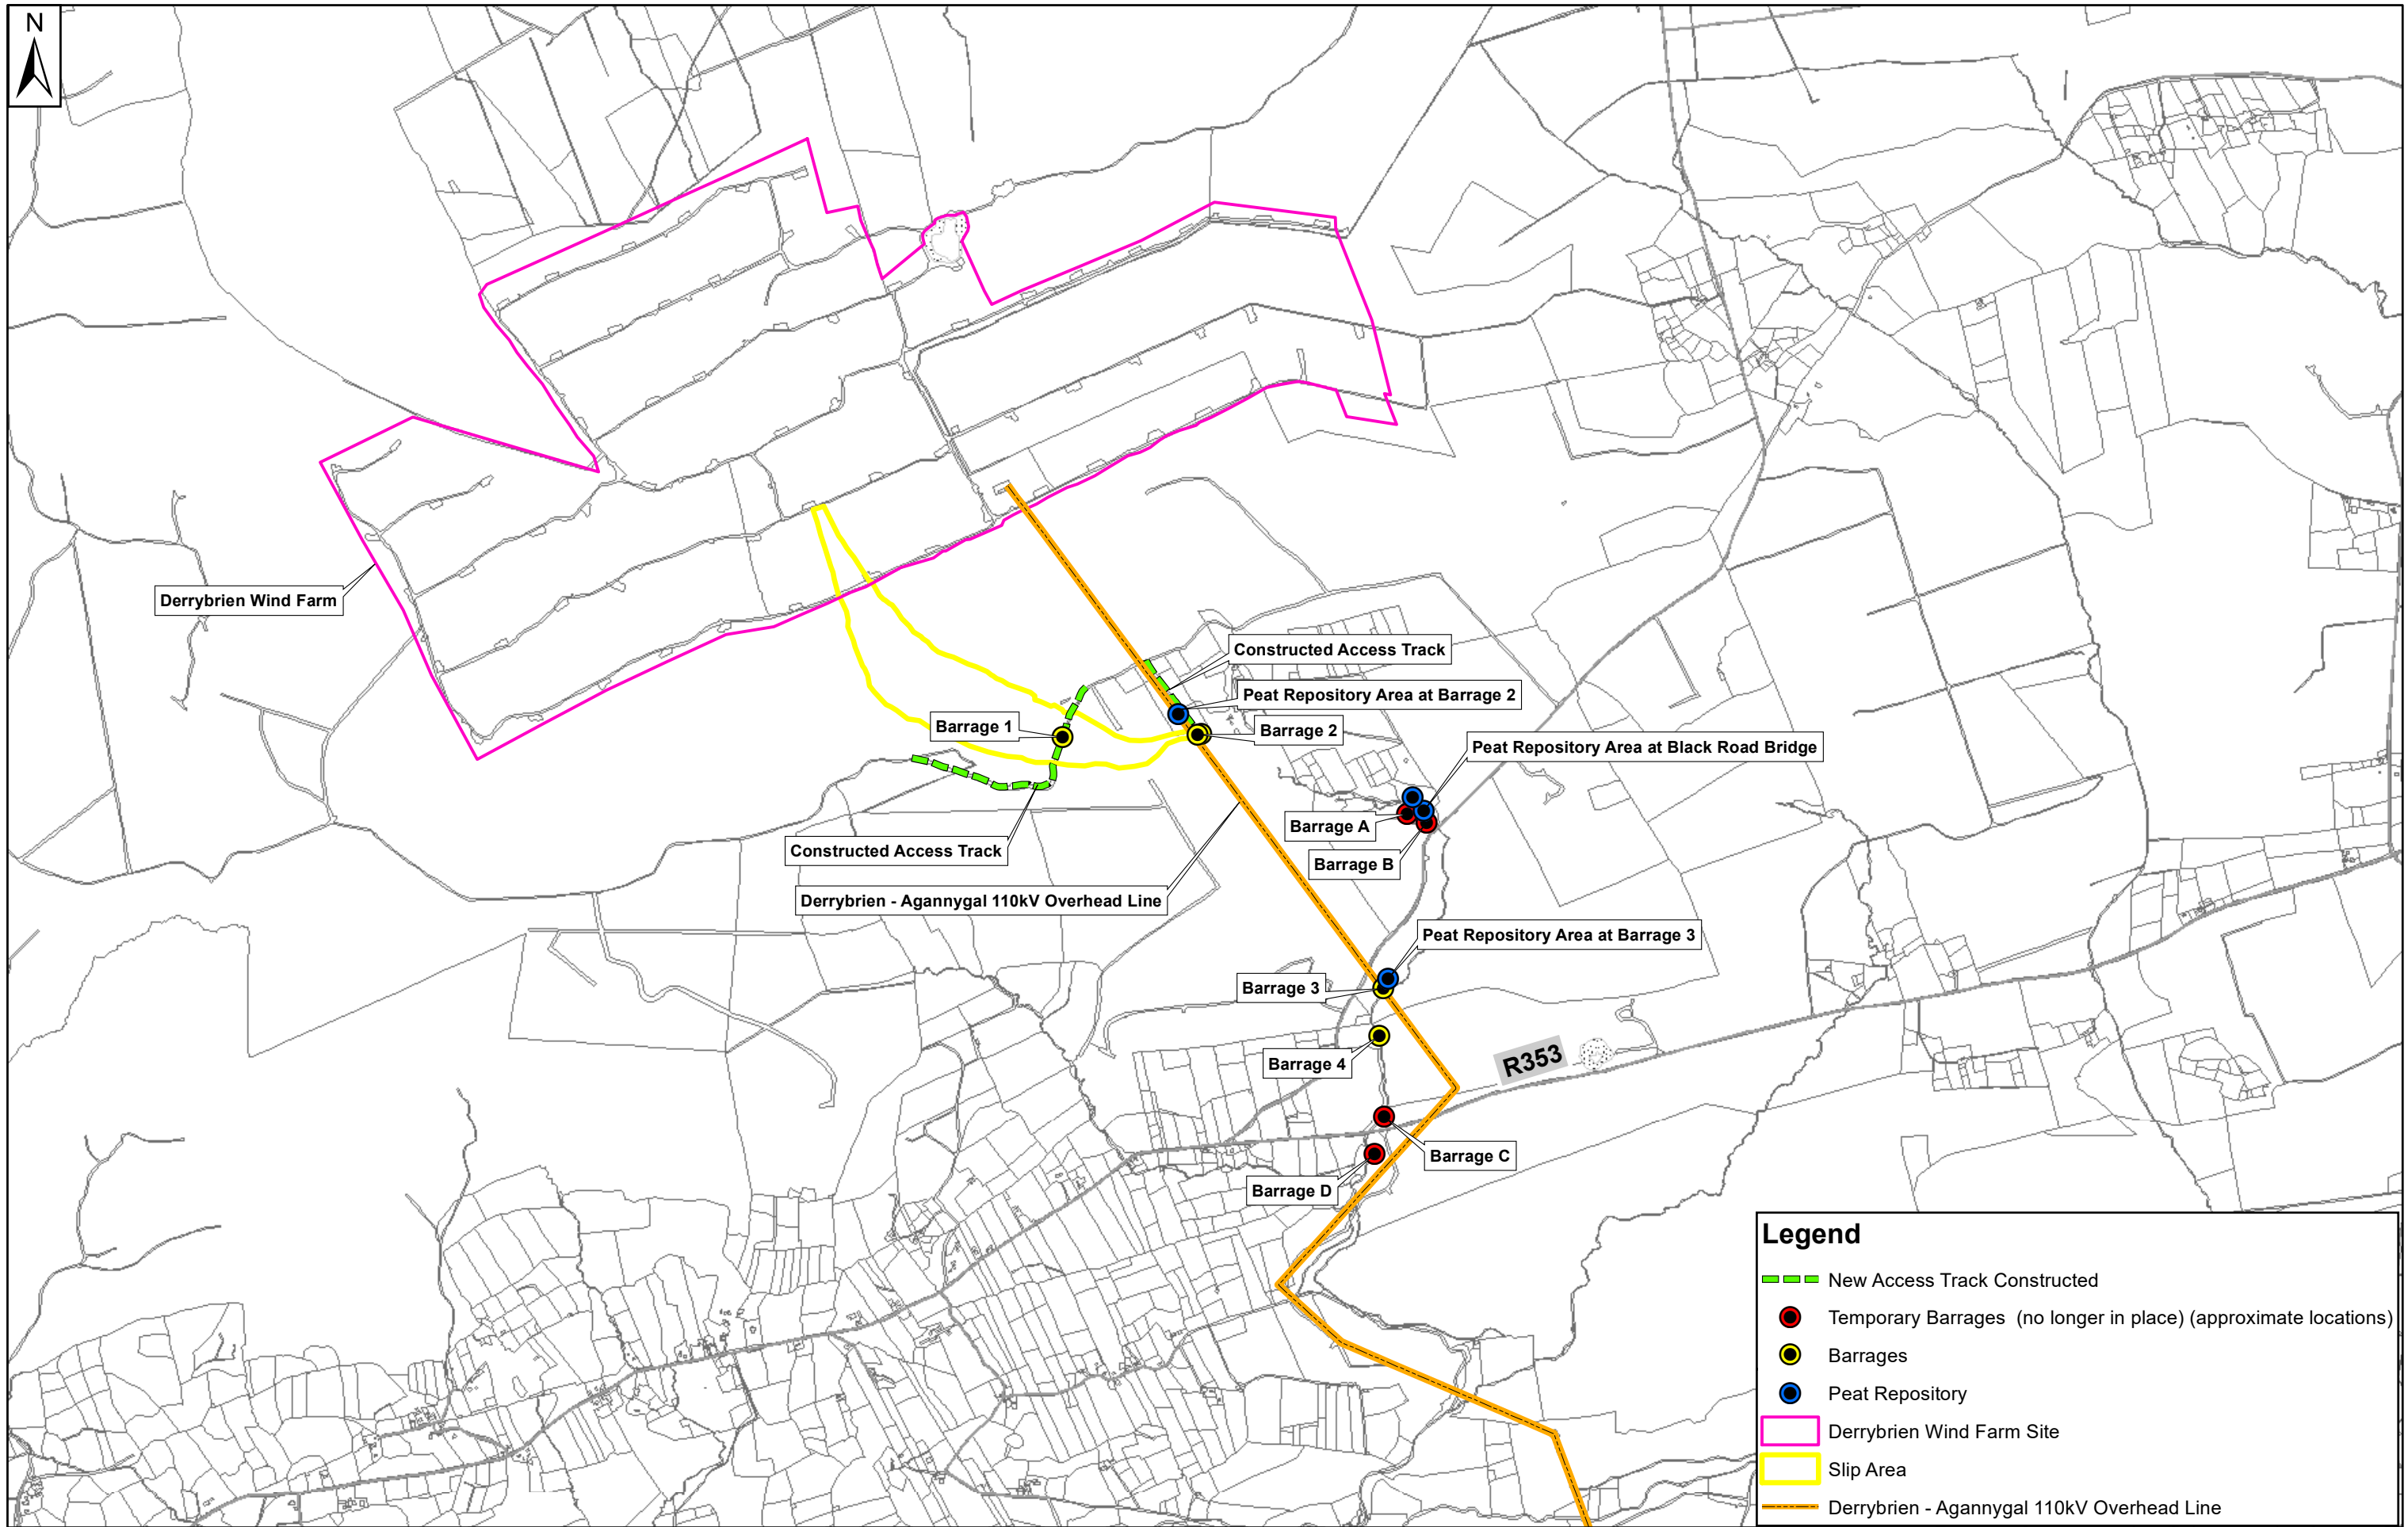 N
Derrybrien Wind Farm
Constructed Access Track
Peat Repository Area at Barrage 2
Barrage 1
Barrage 2
Peat Repository Area at Black Road Bridge
Barrage A
Constructed Access Track
Barrage B
Derrybrien - Agannygal 110kV Overhead Line
Peat Repository Area at Barrage 3
Barrage 3
R353
Barrage 4
Barrage C
Barrage D
Legend
New Access Track Constructed
Temporary Barrages (no longer in place) (approximate locations)
Barrages
Peat Repository
Derrybrien Wind Farm Site
Slip Area
Derrybrien - Agannygal 110kV Overhead Line